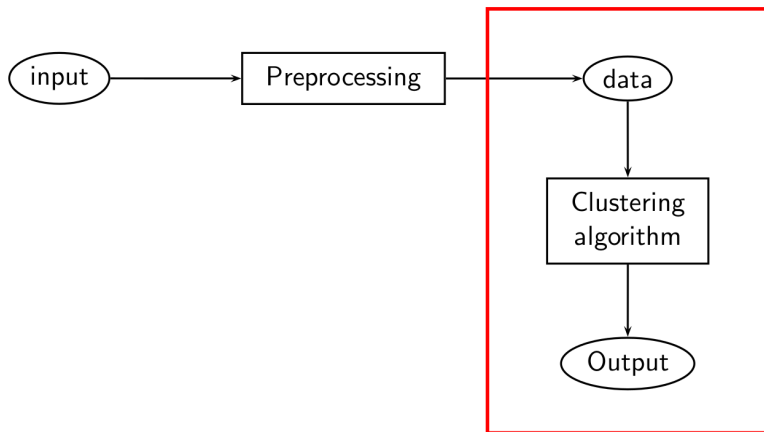 input
Preprocessing
data
Clustering
algorithm
Output